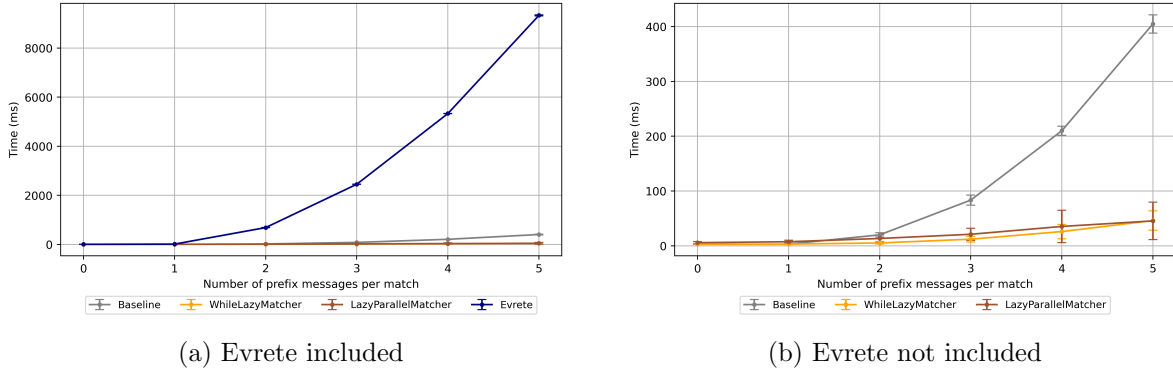 8000
6000
4000
2000
0
Time (ms)
0 1 2 3 4 5
Number of prefix messages per match
Baseline WhileLazyMatcher LazyParallelMatcher Evrete
(a) Evrete included
400
300
200
100
0
Time (ms)
0 1 2 3 4 5
Number of prefix messages per match
Baseline WhileLazyMatcher LazyParallelMatcher
(b) Evrete not included